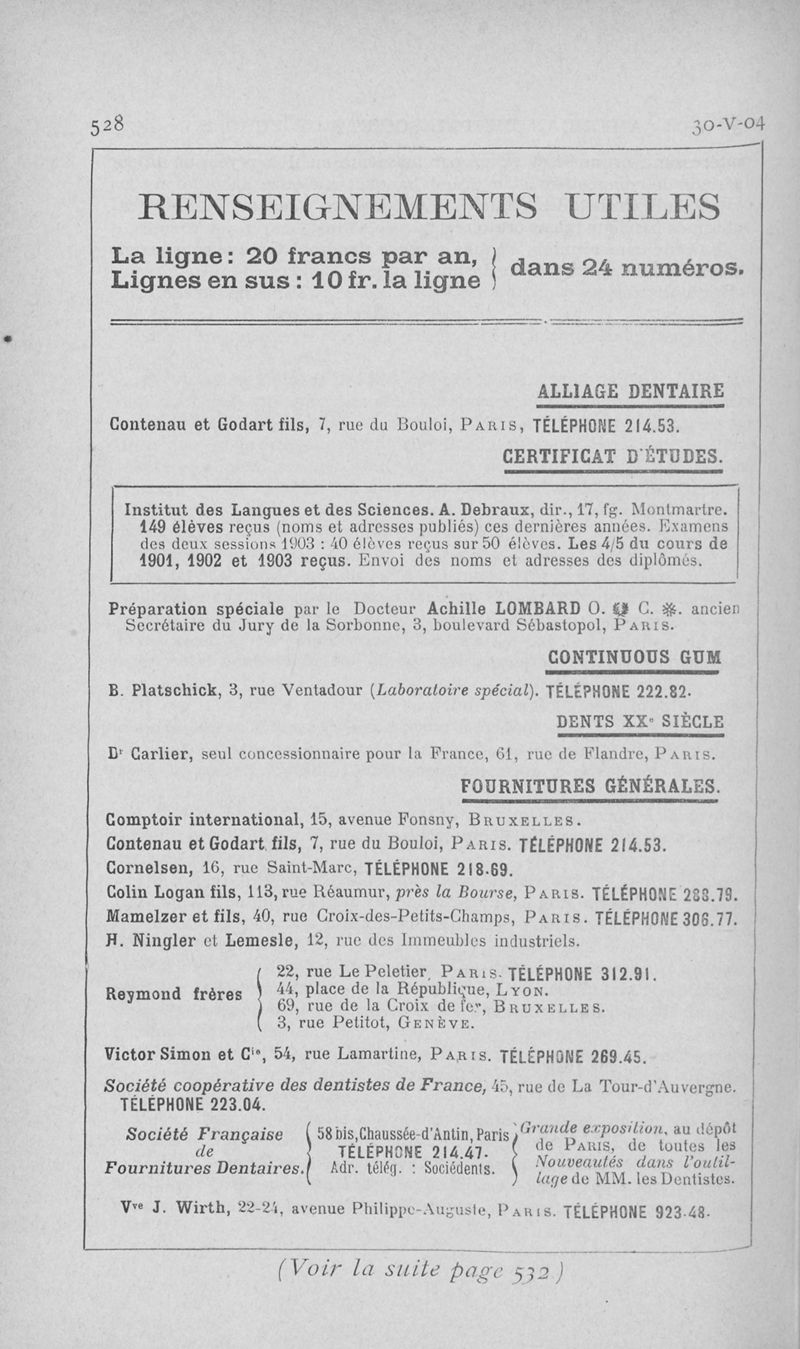 528 30-V-04
RENSEIGNEMENTS UTILES
La ligne: 20 francs par an, } dans 24 numéros.
Lignes en sus : 10 fr. la ligne
ALLIAGE DENTAIRE
Contenau et Godart fils, 7, rue du Bouloi, PARIS, TÉLÉPHONE 214.53.
CERTIFICAT D'ÉTUDES.
Institut des Langues et des Sciences. A. Debraux, dir., 17, fg. Montmartre.
149 élèves reçus (noms et adresses publiés) ces dernières années. Examens
des deux sessions 1903 : 40 élèves reçus sur 50 élèves. Les 4/5 du cours de
1901, 1902 et 1903 reçus. Envoi des noms et adresses des diplômés.
Préparation spéciale par le Docteur Achille LOMBARD O. C. ancien
Secrétaire du Jury de la Sorbonne, 3, boulevard Sébastopol, PARIS.
CONTINUOUS GUM
B. Platschick, 3, rue Ventadour (Laboratoire spécial). TÉLÉPHONE 222.82.
DENTS XXe SIÈCLE
Dr Carlier, seul concessionnaire pour la France, 61, rue de Flandre, PARIS.
FOURNITURES GÉNÉRALES.
Comptoir international, 15, avenue Fonsny, BRUXELLES.
Contenau et Godart fils, 7, rue du Bouloi, PARIS. TÉLÉPHONE 214.53.
Cornelsen, 16, rue Saint-Marc, TÉLÉPHONE 218.69.
Colin Logan fils, 113, rue Réaumur, près la Bourse, PARIS. TÉLÉPHONE 283.79.
Mamelzer et fils, 40, rue Croix-des-Petits-Champs, PARIS. TÉLÉPHONE 306.77.
H. Ningler et Lemesle, 12, rue des Immeubles industriels.
Reymond frères { 22, rue Le Peletier, PARIS. TÉLÉPHONE 312.91.
44, place de la République, LYON.
69, rue de la Croix de fer, BRUXELLES.
3, rue Petitot, GENÈVE.
Victor Simon et Cie, 54, rue Lamartine, PARIS. TÉLÉPHONE 269.45.
Société coopérative des dentistes de France, 45, rue de La Tour-d'Auvergne.
TÉLÉPHONE 223.04.
Société Française { 58 bis, Chaussée-d'Antin, Paris { Grande exposition, au dépôt
de TÉLÉPHONE 214.47. de PARIS, de toutes les
Fournitures Dentaires. Adr. télég. : Sociédents. Nouveautés dans l'outil-
lage de MM. les Dentistes.
Vve J. Wirth, 22-24, avenue Philippe-Auguste, PARIS. TÉLÉPHONE 923.48.
(Voir la suite page 532)